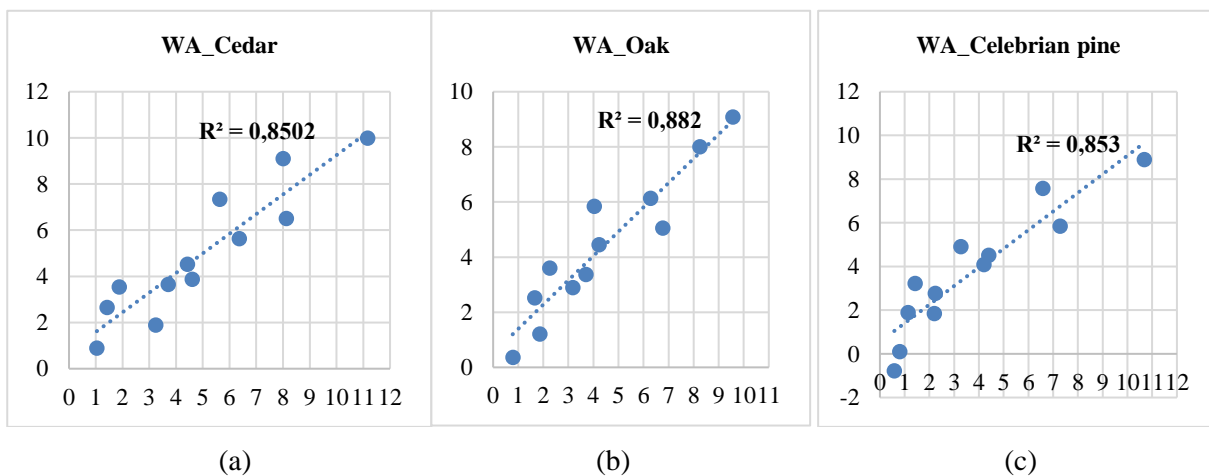 WA_Cedar
12
10
8
6
4
2
0
R² = 0,8502
0 1 2 3 4 5 6 7 8 9 10 11 12
(a)
WA_Oak
10
8
6
4
2
0
R² = 0,882
0 1 2 3 4 5 6 7 8 9 10 11
(b)
WA_Celebrian pine
12
10
8
6
4
2
0
-2
R² = 0,853
0 1 2 3 4 5 6 7 8 9 10 11 12
(c)